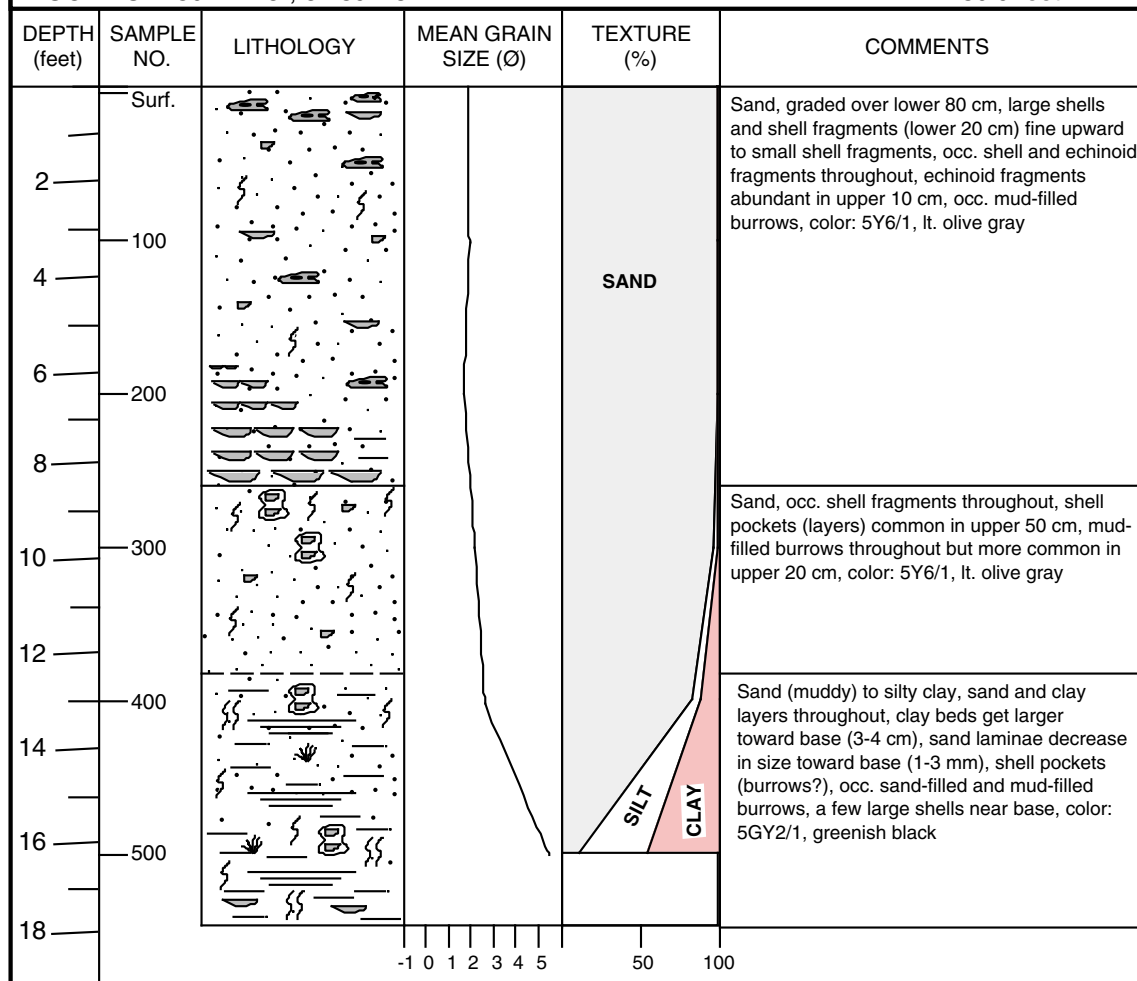 DEPTH
(feet)
SAMPLE
NO.
LITHOLOGY
MEAN GRAIN
SIZE (Ø)
TEXTURE
(%)
COMMENTS
Surf.
2
100
4
6
200
8
10
300
12
400
14
16
500
18
-1 0 1 2 3 4 5
SAND
SILT
CLAY
50 100
Sand, graded over lower 80 cm, large shells
and shell fragments (lower 20 cm) fine upward
to small shell fragments, occ. shell and echinoid
fragments throughout, echinoid fragments
abundant in upper 10 cm, occ. mud-filled
burrows, color: 5Y6/1, lt. olive gray
Sand, occ. shell fragments throughout, shell
pockets (layers) common in upper 50 cm, mud-
filled burrows throughout but more common in
upper 20 cm, color: 5Y6/1, lt. olive gray
Sand (muddy) to silty clay, sand and clay
layers throughout, clay beds get larger
toward base (3-4 cm), sand laminae decrease
in size toward base (1-3 mm), shell pockets
(burrows?), occ. sand-filled and mud-filled
burrows, a few large shells near base, color:
5GY2/1, greenish black